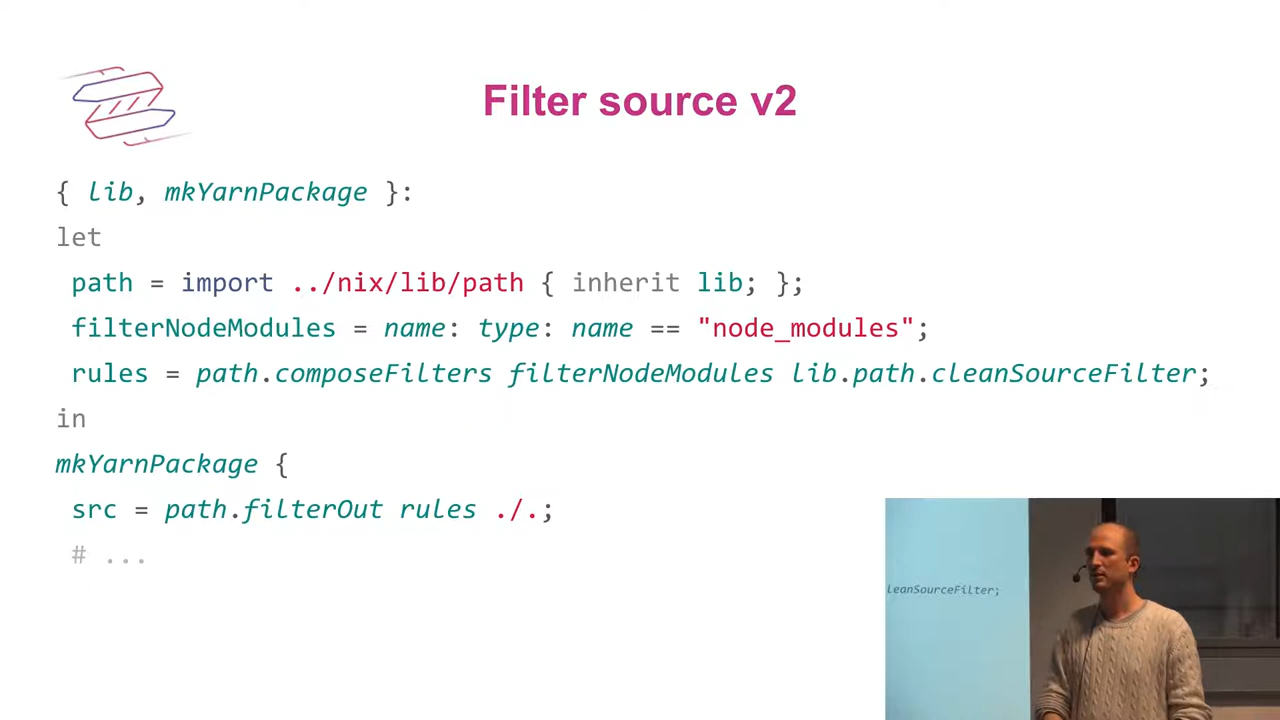 Filter source v2
{ lib, mkYarnPackage }:
let
path = import ../nix/lib/path { inherit lib; };
filterNodeModules = name: type: name == "node_modules";
rules = path.composeFilters filterNodeModules lib.path.cleanSourceFilter;
in
mkYarnPackage {
src = path.filterOut rules ./.;
# ...
leanSourceFilter;